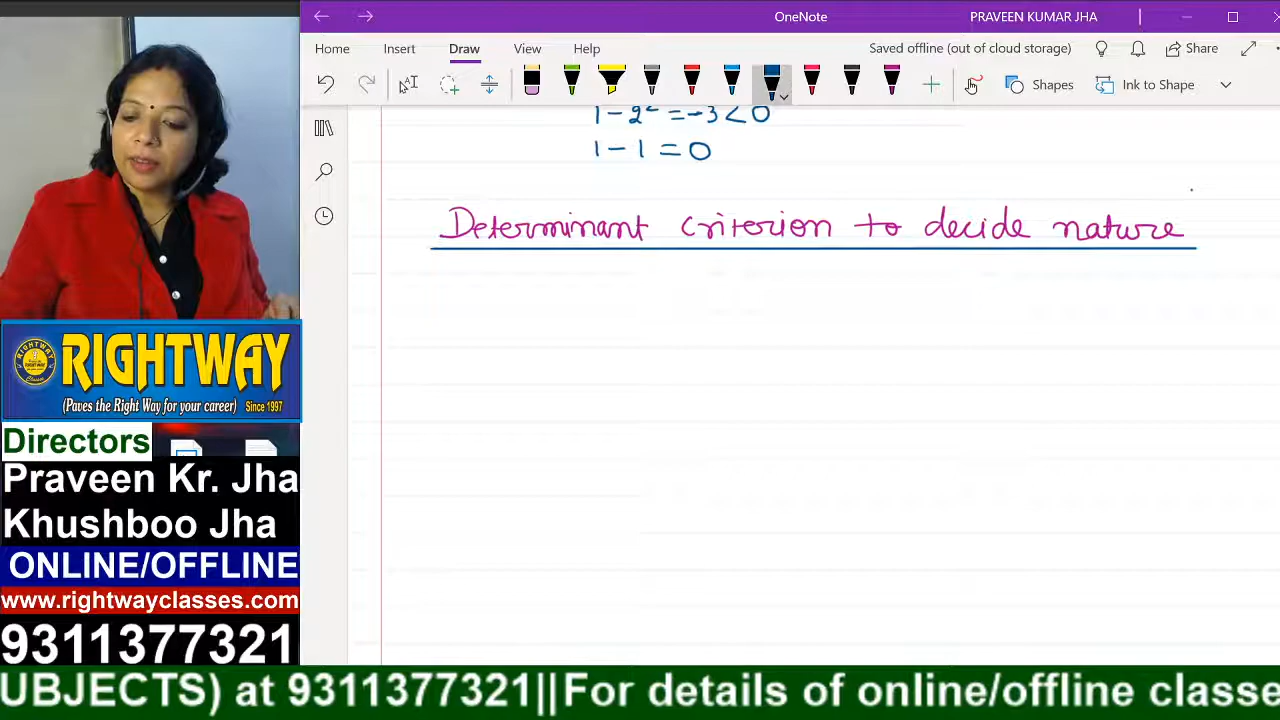 OneNote
PRAVEEN KUMAR JHA
Home Insert Draw View Help
Saved offline (out of cloud storage)
Share
Shapes
Ink to Shape
1 - 2² = -3 < 0
1 - 1 = 0
Determinant criterion to decide nature
RIGHTWAY
(Paves the Right Way for your career) Since 1997
Directors
Praveen Kr. Jha
Khushboo Jha
ONLINE/OFFLINE
www.rightwayclasses.com
9311377321
UBJECTS) at 9311377321||For details of online/offline classe